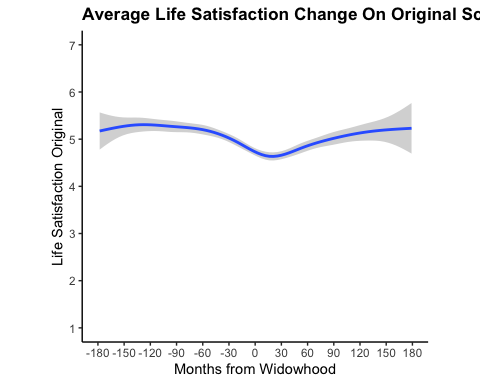 Average Life Satisfaction Change On Original
7
6
5
4
3
2
1
Life Satisfaction Original
-180 -150 -120 -90 -60 -30 0 30 60 90 120 150 180
Months from Widowhood